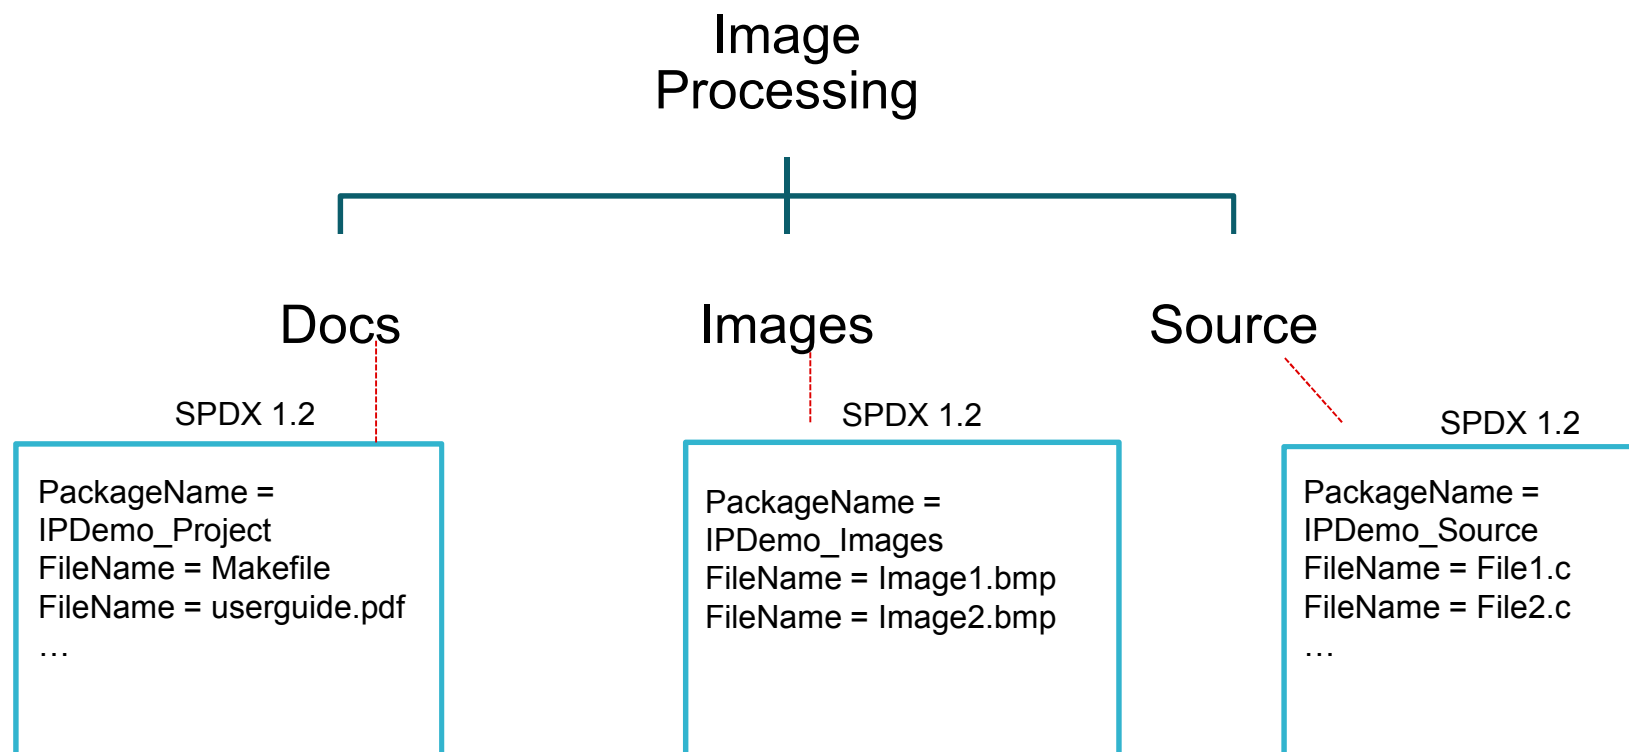 Image
Processing
Docs
Images
Source
SPDX 1.2
PackageName =
IPDemo_Project
FileName = Makefile
FileName = userguide.pdf
…
SPDX 1.2
PackageName =
IPDemo_Images
FileName = Image1.bmp
FileName = Image2.bmp
SPDX 1.2
PackageName =
IPDemo_Source
FileName = File1.c
FileName = File2.c
…